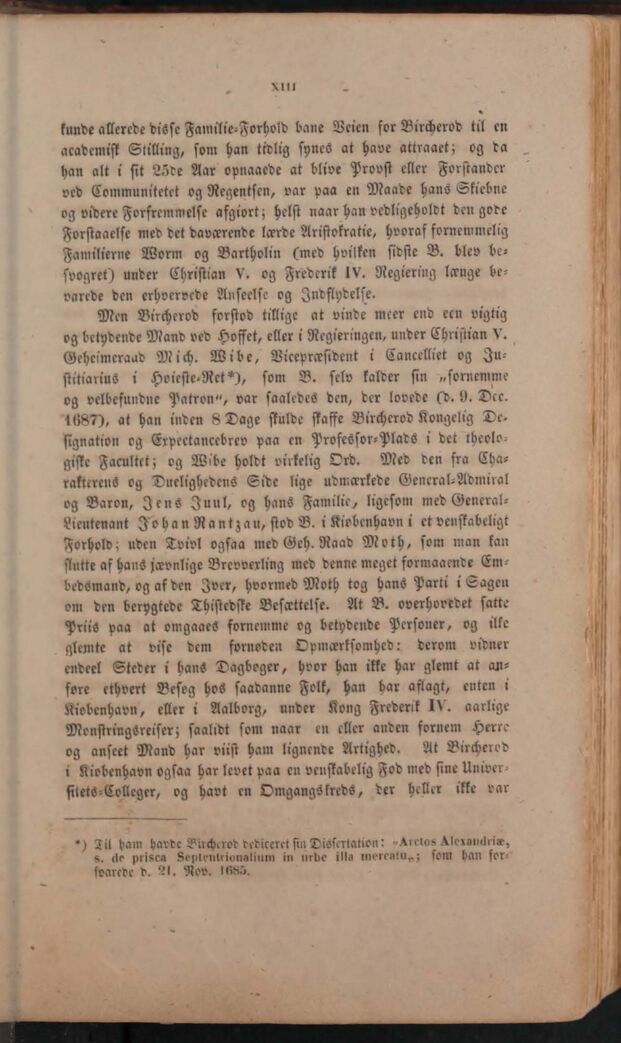 XIII
kunde allerede disse Familie-Forhold bane Veien for Bircherod til en
academisk Stilling, som han tidlig synes at have attraaet; og da
han alt i sit 25de Aar opnaaede at blive Provst eller Forstander
ved Communitetet og Regentsen, var paa en Maade hans Skiebne
og videre Forfremmelse afgiort; helst naar han vedligeholdt den gode
Forstaaelse med det daværende lærde Aristokratie, hvoraf fornemmelig
Familierne Worm og Bartholin (med hvilken sidste B. blev be-
svogret) under Christian V. og Frederik IV. Regiering længe be-
varede den erhvervede Anseelse og Indflydelse.
Men Bircherod forstod tillige at vinde meer end een vigtig
og betydende Mand ved Hoffet, eller i Regieringen, under Christian V.
Geheimeraad Mich. Wibe, Vicepræsident i Cancelliet og Ju-
stitiarius i Hoieste-Ret*), som B. selv kalder sin „fornemme
og velbefundne Patron“, var saaledes den, der lovede (d. 9. Dec.
1687), at han inden 8 Dage skulde skaffe Bircherod Kongelig De-
signation og Expectancebrev paa en Professor-Plads i det theolo-
giske Facultet; og Wibe holdt virkelig Ord. Med den fra Cha-
rakterens og Duelighedens Side lige udmærkede General-Admiral
og Baron, Jens Juul, og hans Familie, ligesom med General-
Lieutenant Johan Rantzau, stod B. i Kiobenhavn i et venskabeligt
Forhold; uden Tvivl ogsaa med Geh. Raad Moth, som man kan
slutte af hans jævnlige Brevvexling med denne meget formaaende Em-
bedsmand, og af den Iver, hvormed Moth tog hans Parti i Sagen
om den berygtede Thistedske Besættelse. At B. overhovedet satte
Priis paa at omgaaes fornemme og betydende Personer, og ikke
glemte at vise dem fornoden Opmærksomhed: derom vidner
endeel Steder i hans Dagboger, hvor han ikke har glemt at an-
fore ethvert Besog hos saadanne Folk, han har aflagt, enten i
Kiobenhavn, eller i Aalborg, under Kong Frederik IV. aarlige
Monstringsreiser; saalidt som naar en eller anden fornem Herre
og anseet Mand har viist ham lignende Artighed. At Bircherod
i Kiobenhavn ogsaa har levet paa en venskabelig Fod med sine Univer-
sitets-Colleger, og havt en Omgangskreds, der heller ikke var
*) Til ham havde Bircherod dediceret sin Dissertation: „Arctos Alexandriæ,
s. de prisca Septentrionalium in urbe illa mercatu„; som han for-
svarede d. 21. Nov. 1685.